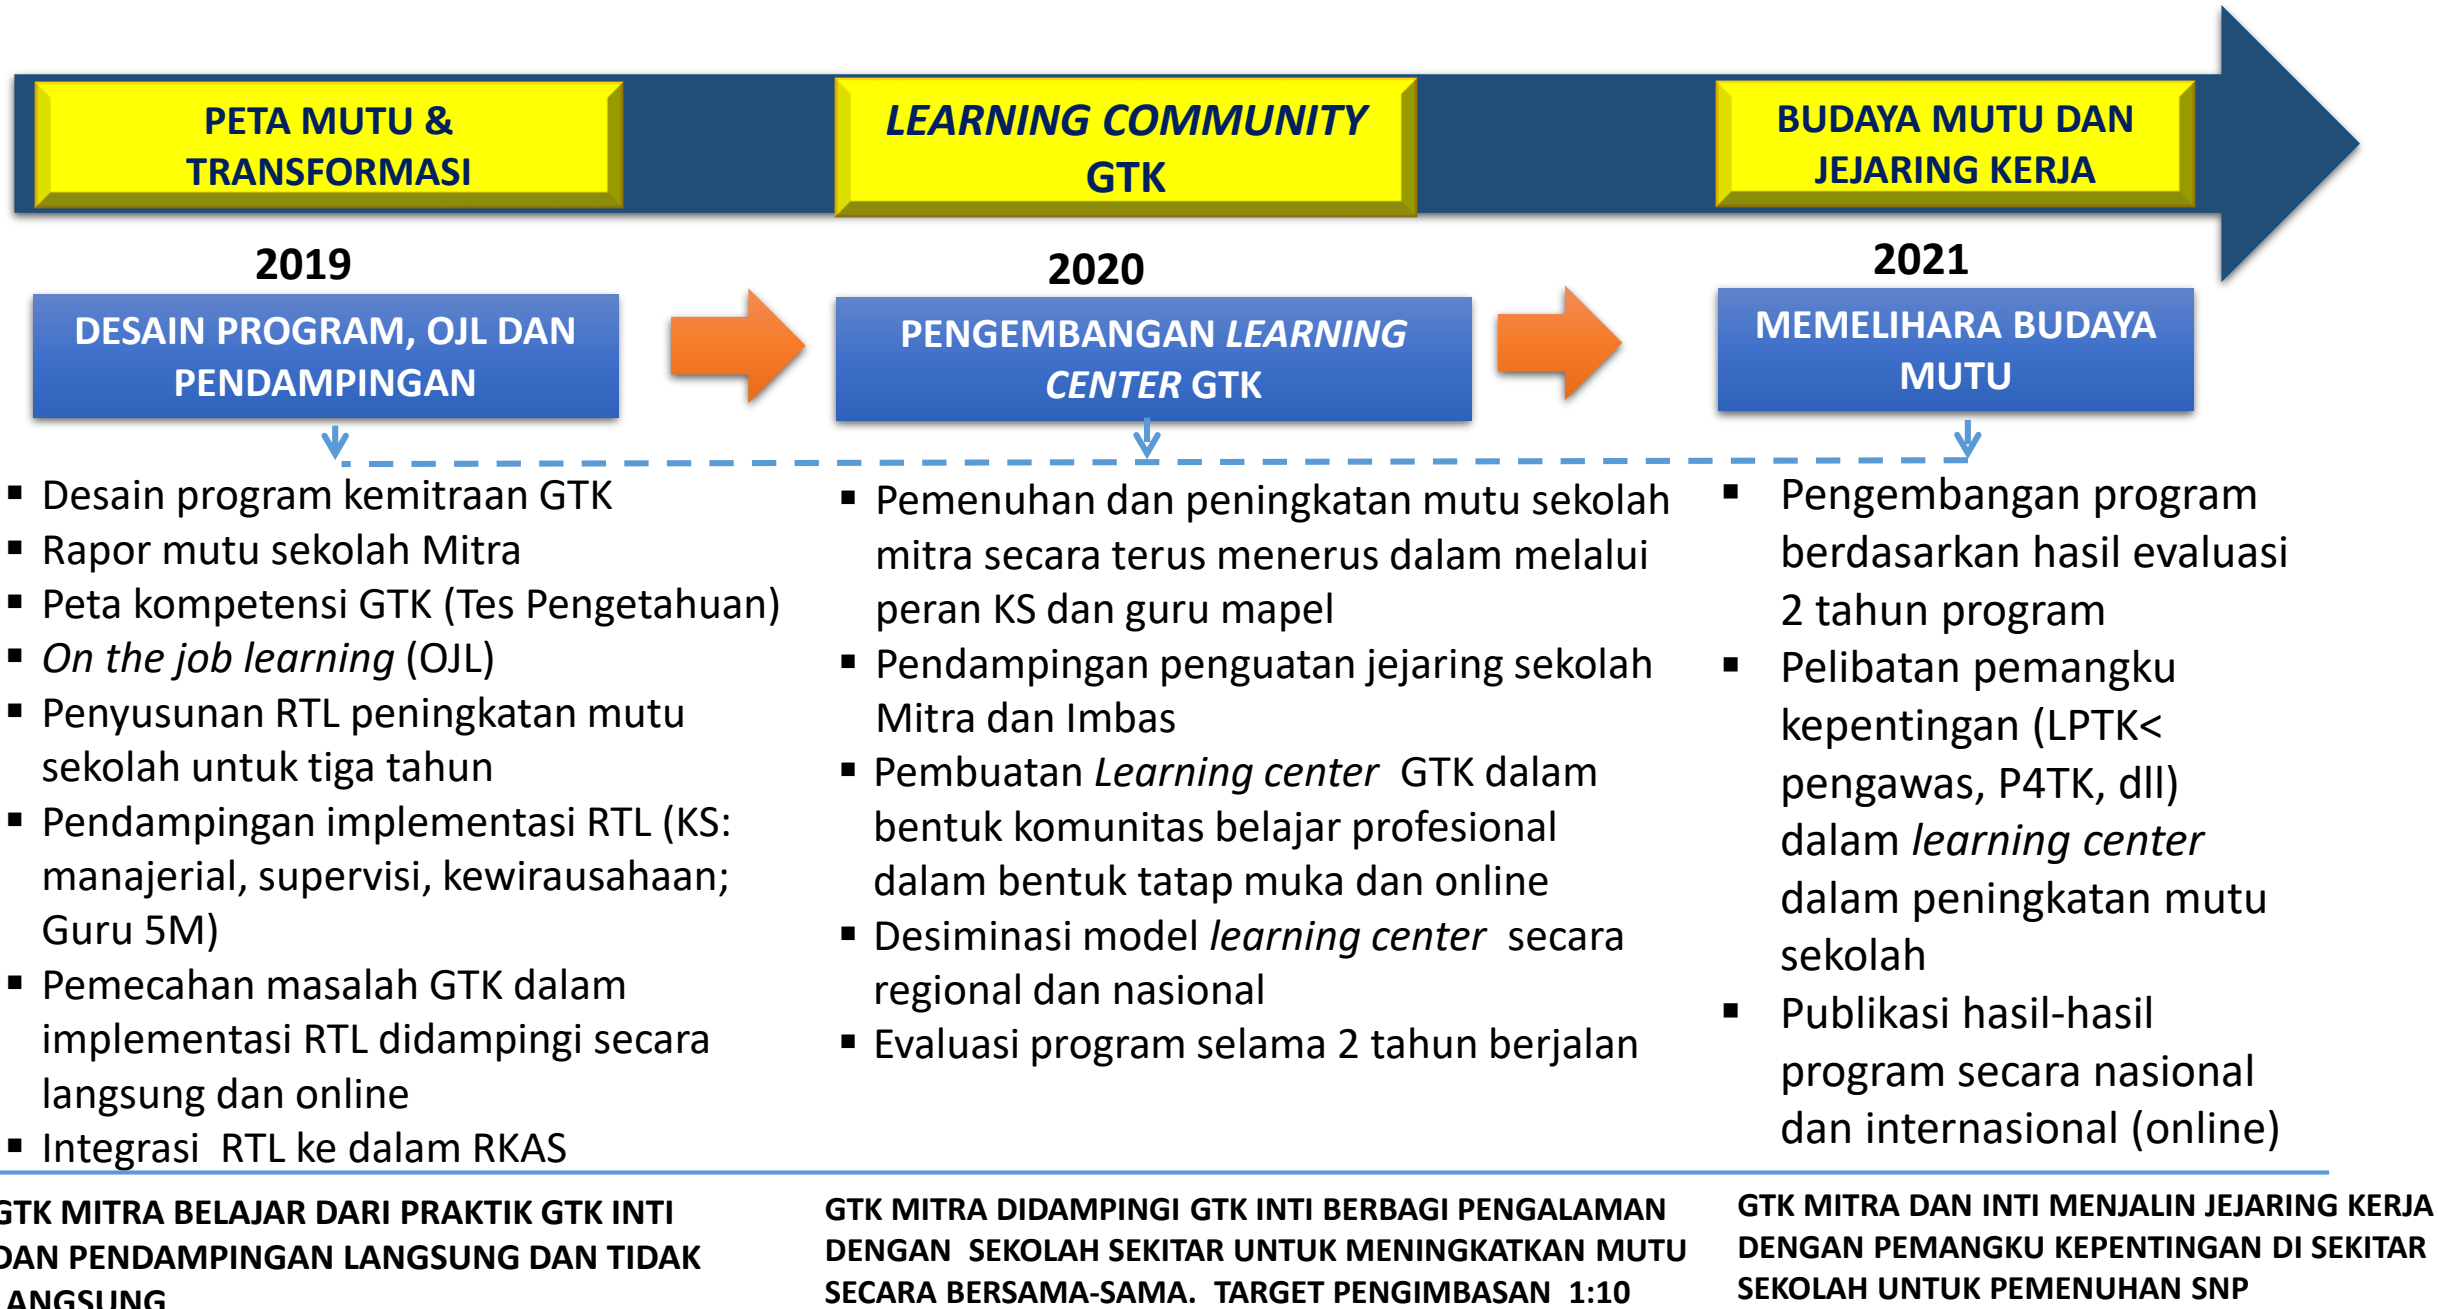 PETA MUTU &
TRANSFORMASI
LEARNING COMMUNITY
GTK
BUDAYA MUTU DAN
JEJARING KERJA
2019
2020
2021
DESAIN PROGRAM, OJL DAN
PENDAMPINGAN
PENGEMBANGAN LEARNING
CENTER GTK
MEMELIHARA BUDAYA
MUTU
▪ Desain program kemitraan GTK
▪ Rapor mutu sekolah Mitra
▪ Peta kompetensi GTK (Tes Pengetahuan)
▪ On the job learning (OJL)
▪ Penyusunan RTL peningkatan mutu
sekolah untuk tiga tahun
▪ Pendampingan implementasi RTL (KS:
manajerial, supervisi, kewirausahaan;
Guru 5M)
▪ Pemecahan masalah GTK dalam
implementasi RTL didampingi secara
langsung dan online
▪ Integrasi RTL ke dalam RKAS
▪ Pemenuhan dan peningkatan mutu sekolah
mitra secara terus menerus dalam melalui
peran KS dan guru mapel
▪ Pendampingan penguatan jejaring sekolah
Mitra dan Imbas
▪ Pembuatan Learning center GTK dalam
bentuk komunitas belajar profesional
dalam bentuk tatap muka dan online
▪ Desiminasi model learning center secara
regional dan nasional
▪ Evaluasi program selama 2 tahun berjalan
▪ Pengembangan program
berdasarkan hasil evaluasi
2 tahun program
▪ Pelibatan pemangku
kepentingan (LPTK<
pengawas, P4TK, dll)
dalam learning center
dalam peningkatan mutu
sekolah
▪ Publikasi hasil-hasil
program secara nasional
dan internasional (online)
GTK MITRA BELAJAR DARI PRAKTIK GTK INTI
DAN PENDAMPINGAN LANGSUNG DAN TIDAK
LANGSUNG
GTK MITRA DIDAMPINGI GTK INTI BERBAGI PENGALAMAN
DENGAN SEKOLAH SEKITAR UNTUK MENINGKATKAN MUTU
SECARA BERSAMA-SAMA. TARGET PENGIMBASAN 1:10
GTK MITRA DAN INTI MENJALIN JEJARING KERJA
DENGAN PEMANGKU KEPENTINGAN DI SEKITAR
SEKOLAH UNTUK PEMENUHAN SNP